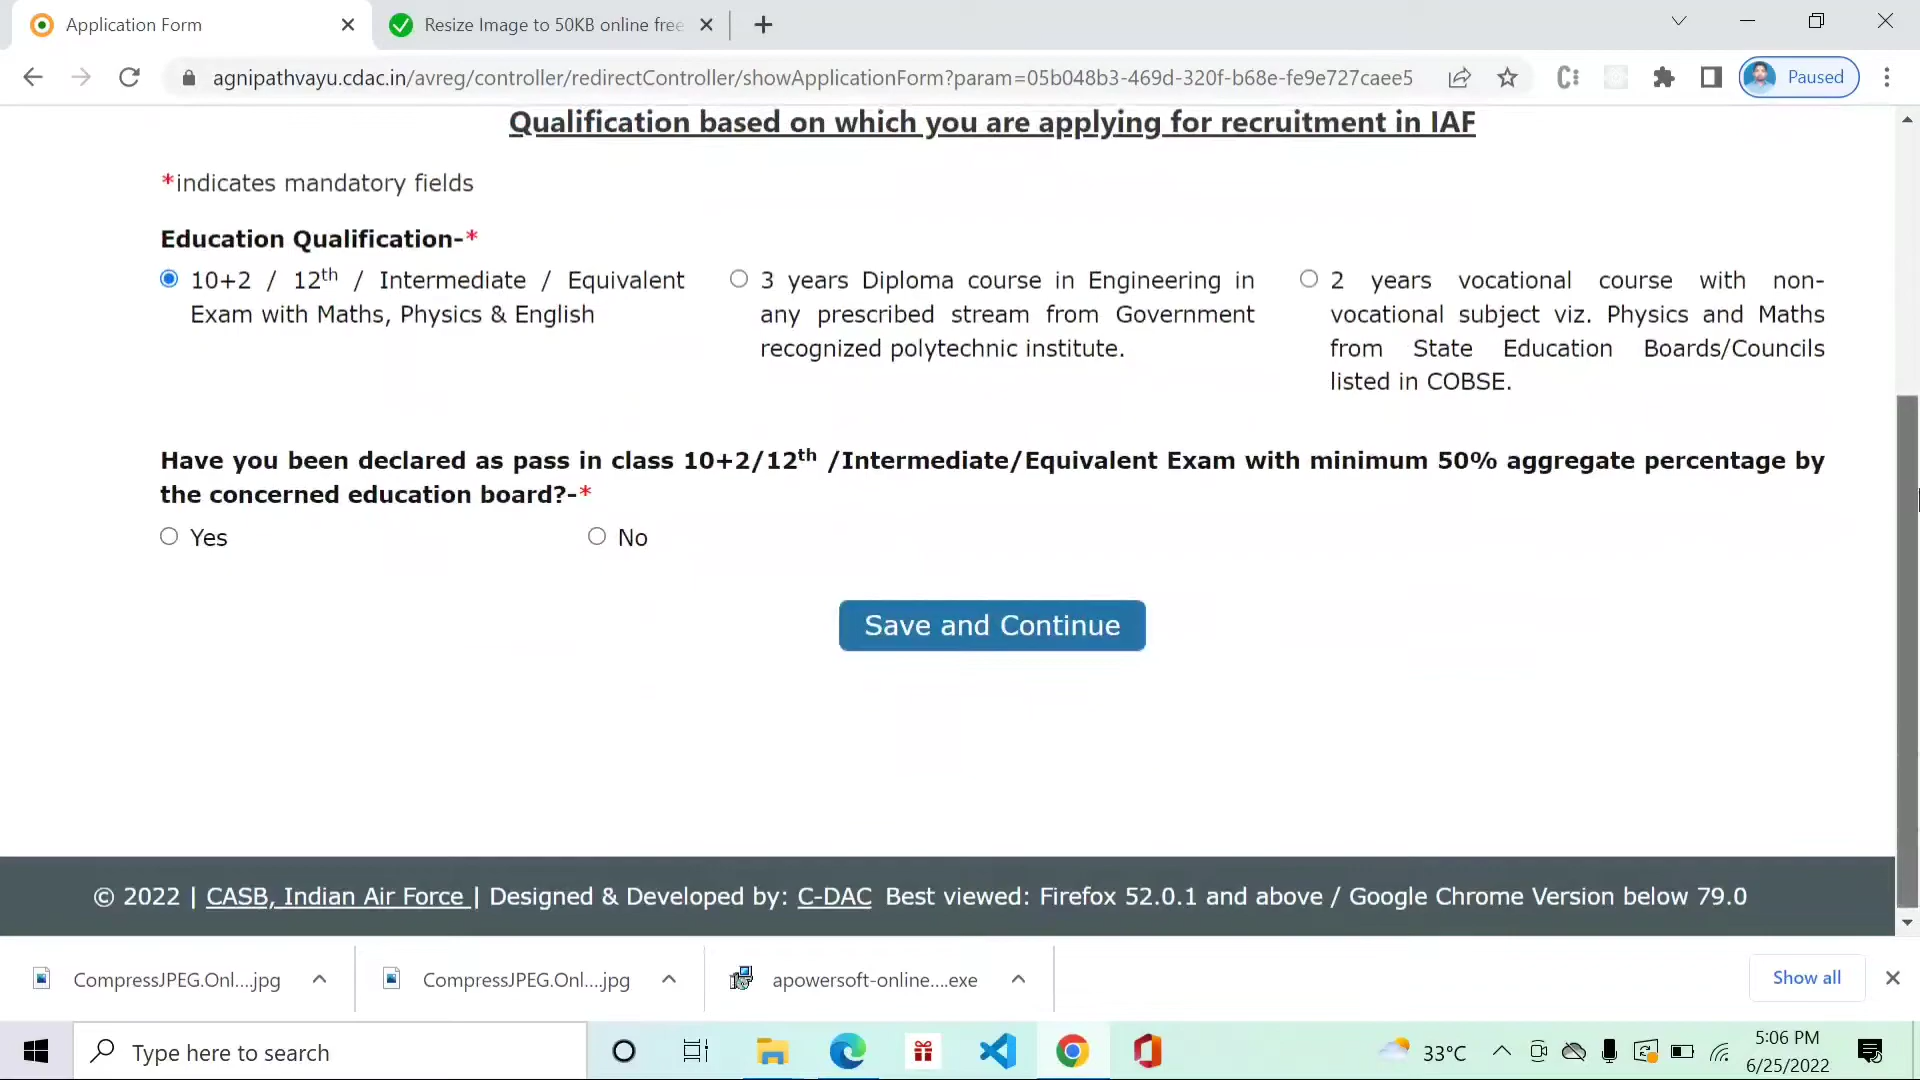 Application Form
Resize Image to 50KB online free
agnipathvayu.cdac.in/avreg/controller/redirectController/showApplicationForm?param=05b048b3-469d-320f-b68e-fe9e727caee5
Paused
Qualification based on which you are applying for recruitment in IAF
*indicates mandatory fields
Education Qualification-*
10+2 / 12th / Intermediate / Equivalent
Exam with Maths, Physics & English
3 years Diploma course in Engineering in
any prescribed stream from Government
recognized polytechnic institute.
2 years vocational course with non-
vocational subject viz. Physics and Maths
from State Education Boards/Councils
listed in COBSE.
Have you been declared as pass in class 10+2/12th /Intermediate/Equivalent Exam with minimum 50% aggregate percentage by
the concerned education board?-*
Yes
No
Save and Continue
© 2022 | CASB, Indian Air Force | Designed & Developed by: C-DAC Best viewed: Firefox 52.0.1 and above / Google Chrome Version below 79.0
CompressJPEG.Onl....jpg
CompressJPEG.Onl....jpg
apowersoft-online....exe
Show all
Type here to search
33°C
5:06 PM
6/25/2022